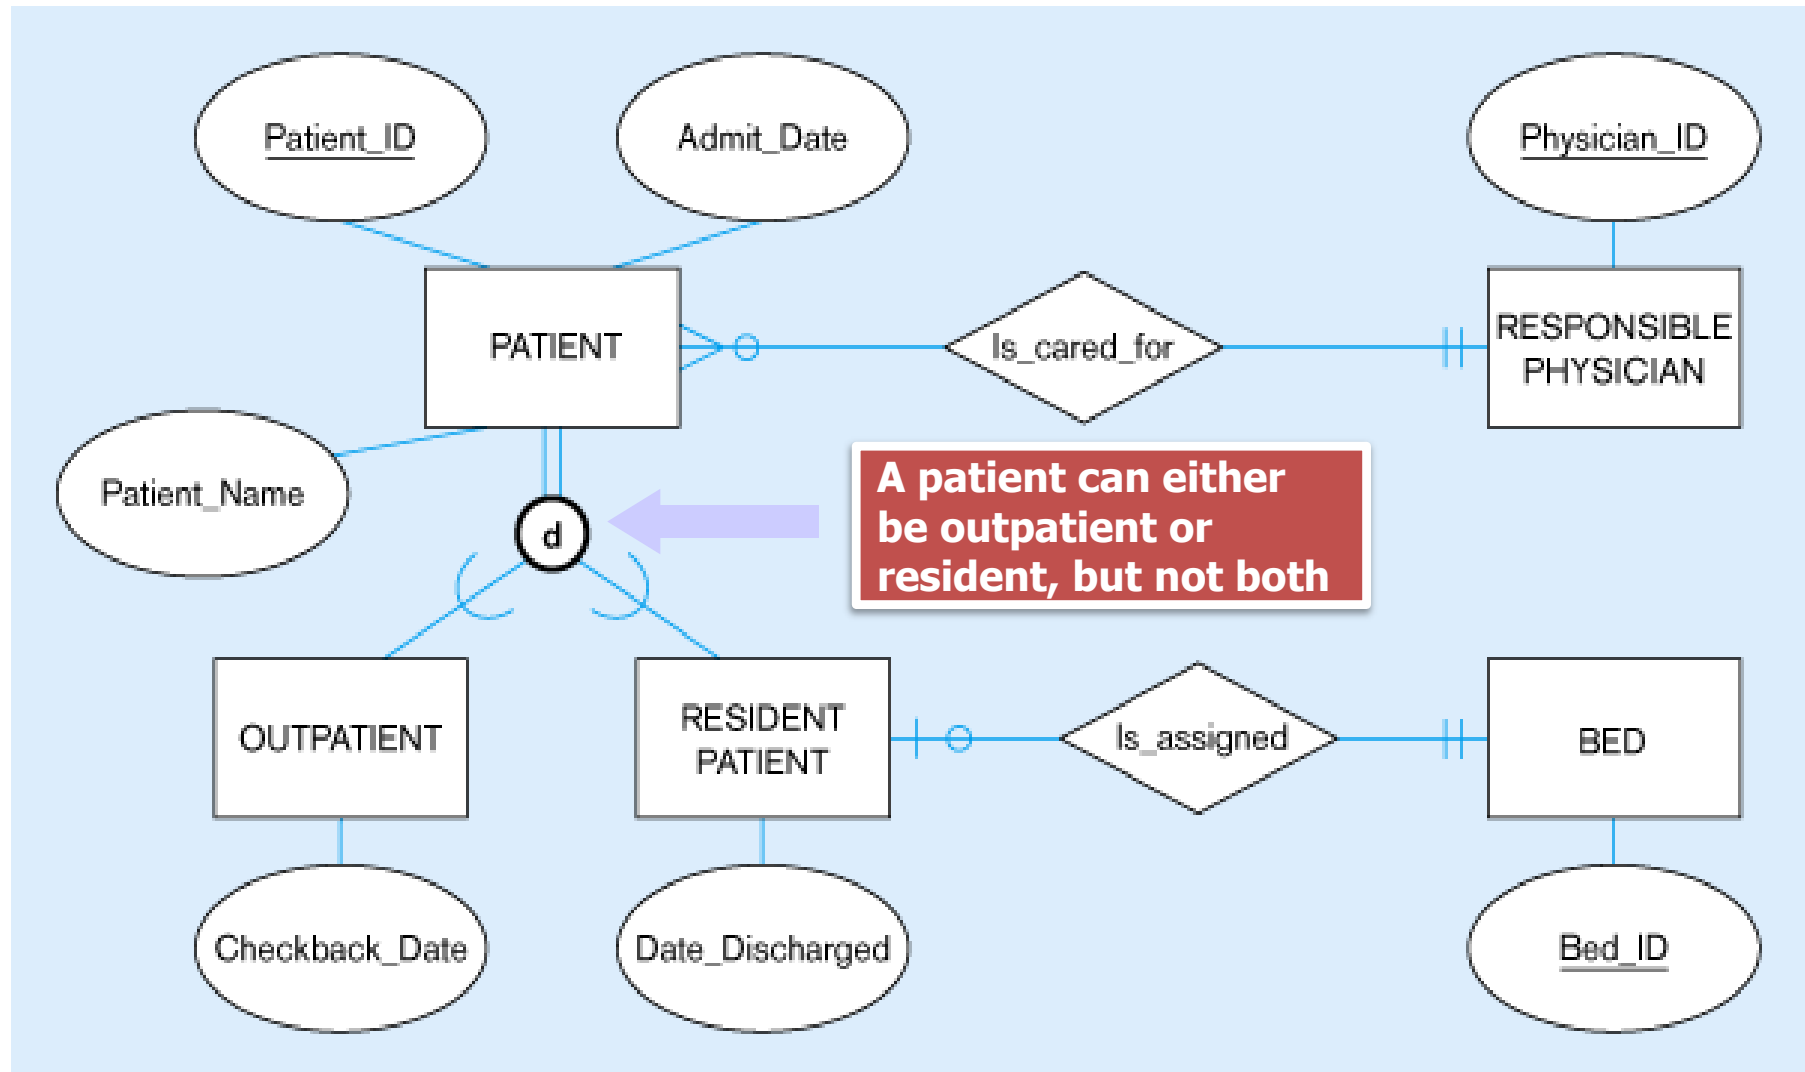 Patient_ID
Admit_Date
Physician_ID
PATIENT
Is_cared_for
RESPONSIBLE
PHYSICIAN
Patient_Name
d
A patient can either
be outpatient or
resident, but not both
OUTPATIENT
RESIDENT
PATIENT
Is_assigned
BED
Checkback_Date
Date_Discharged
Bed_ID